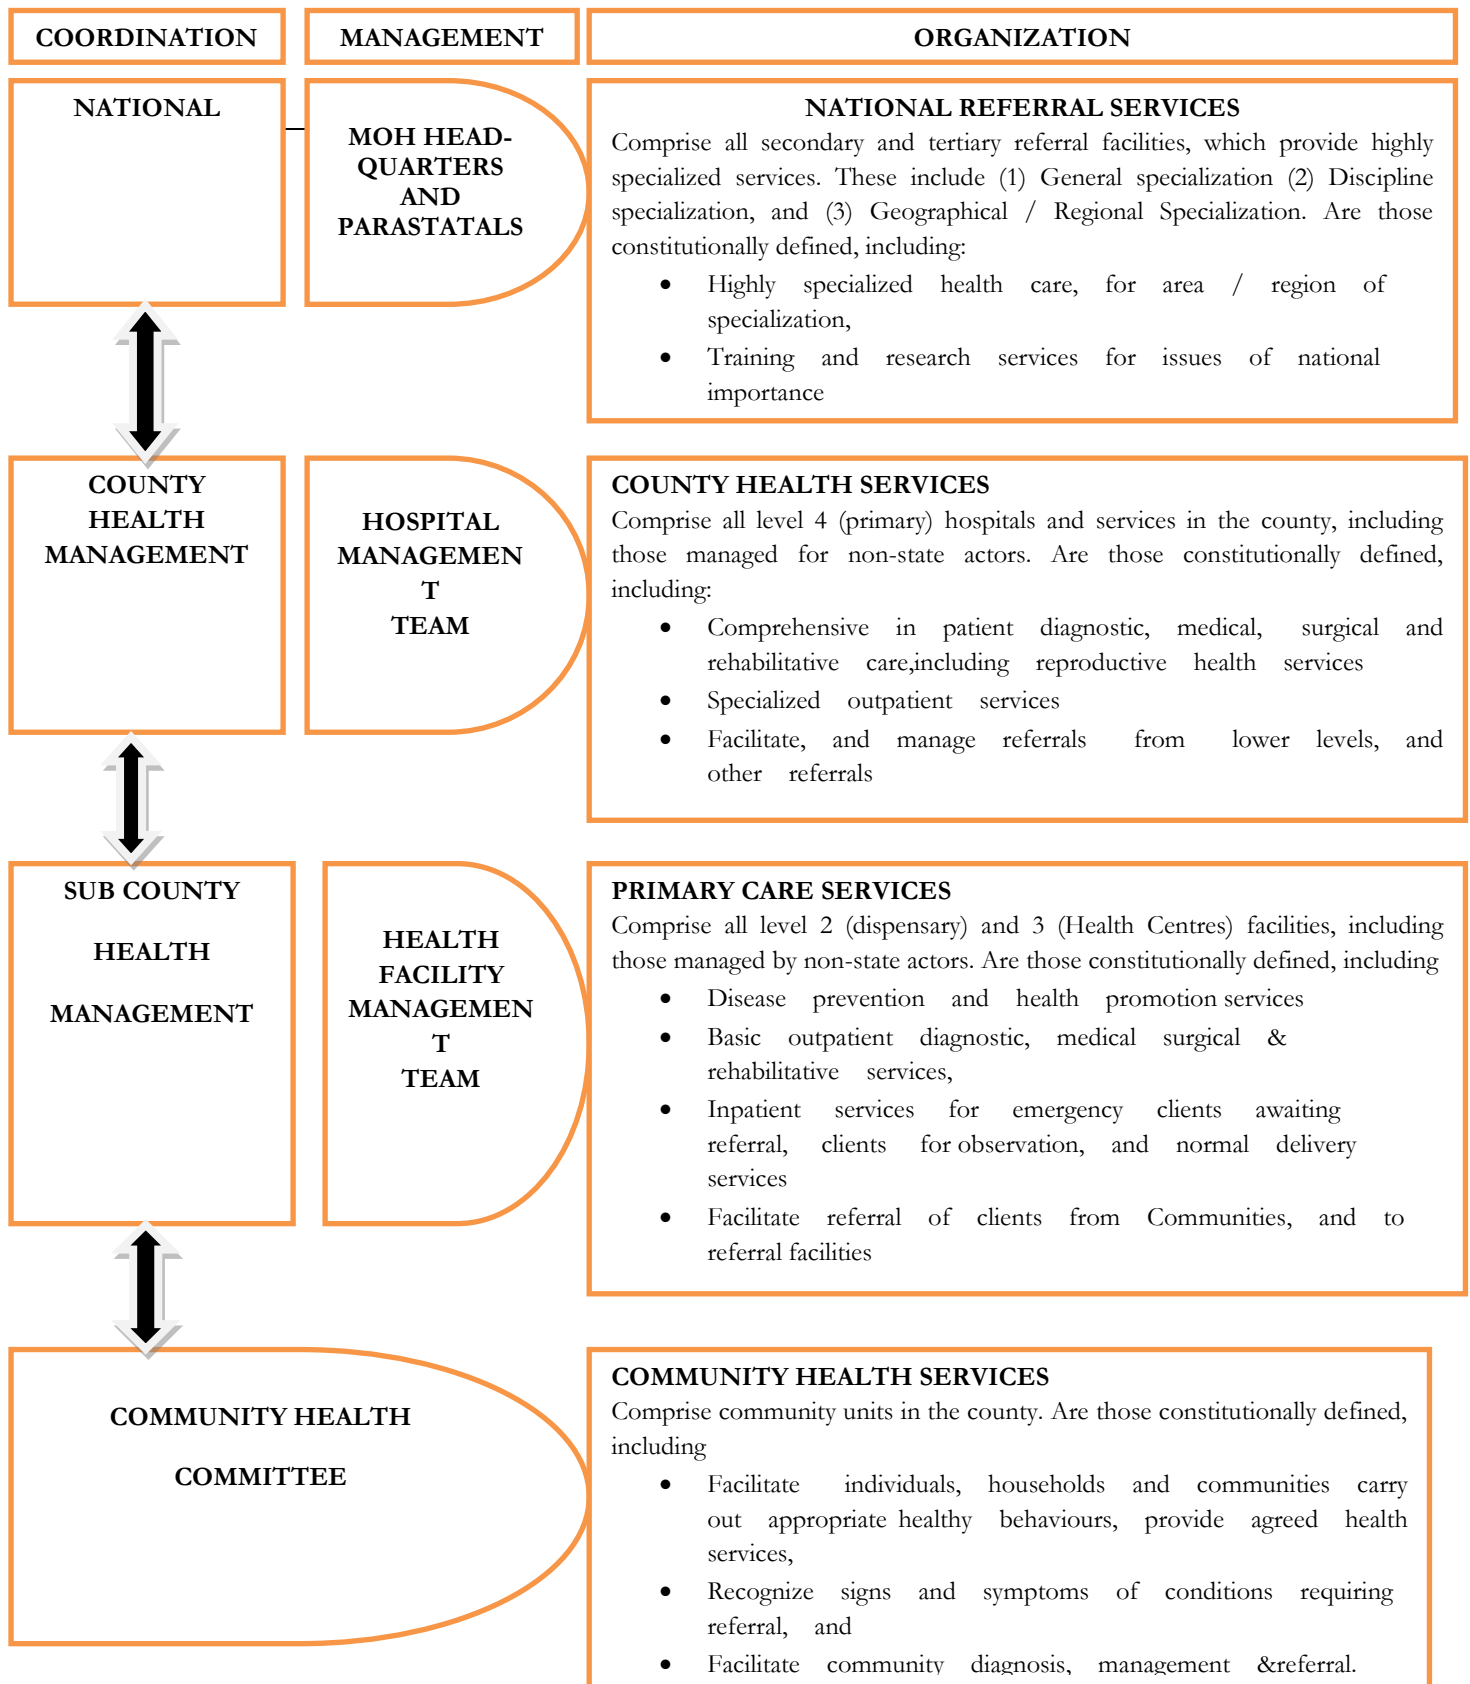 COORDINATION
MANAGEMENT
ORGANIZATION
NATIONAL
MOH HEAD-
QUARTERS
AND
PARASTATALS
NATIONAL REFERRAL SERVICES
Comprise all secondary and tertiary referral facilities, which provide highly
specialized services. These include (1) General specialization (2) Discipline
specialization, and (3) Geographical / Regional Specialization. Are those
constitutionally defined, including:
• Highly specialized health care, for area / region of
specialization,
• Training and research services for issues of national
importance
COUNTY
HEALTH
MANAGEMENT
HOSPITAL
MANAGEMEN
T
TEAM
COUNTY HEALTH SERVICES
Comprise all level 4 (primary) hospitals and services in the county, including
those managed for non-state actors. Are those constitutionally defined,
including:
• Comprehensive in patient diagnostic, medical, surgical and
rehabilitative care,including reproductive health services
• Specialized outpatient services
• Facilitate, and manage referrals from lower levels, and
other referrals
SUB COUNTY
HEALTH
MANAGEMENT
HEALTH
FACILITY
MANAGEMEN
T
TEAM
PRIMARY CARE SERVICES
Comprise all level 2 (dispensary) and 3 (Health Centres) facilities, including
those managed by non-state actors. Are those constitutionally defined, including
• Disease prevention and health promotion services
• Basic outpatient diagnostic, medical surgical &
rehabilitative services,
• Inpatient services for emergency clients awaiting
referral, clients for observation, and normal delivery
services
• Facilitate referral of clients from Communities, and to
referral facilities
COMMUNITY HEALTH
COMMITTEE
COMMUNITY HEALTH SERVICES
Comprise community units in the county. Are those constitutionally defined,
including
• Facilitate individuals, households and communities carry
out appropriate healthy behaviours, provide agreed health
services,
• Recognize signs and symptoms of conditions requiring
referral, and
• Facilitate community diagnosis, management &referral.